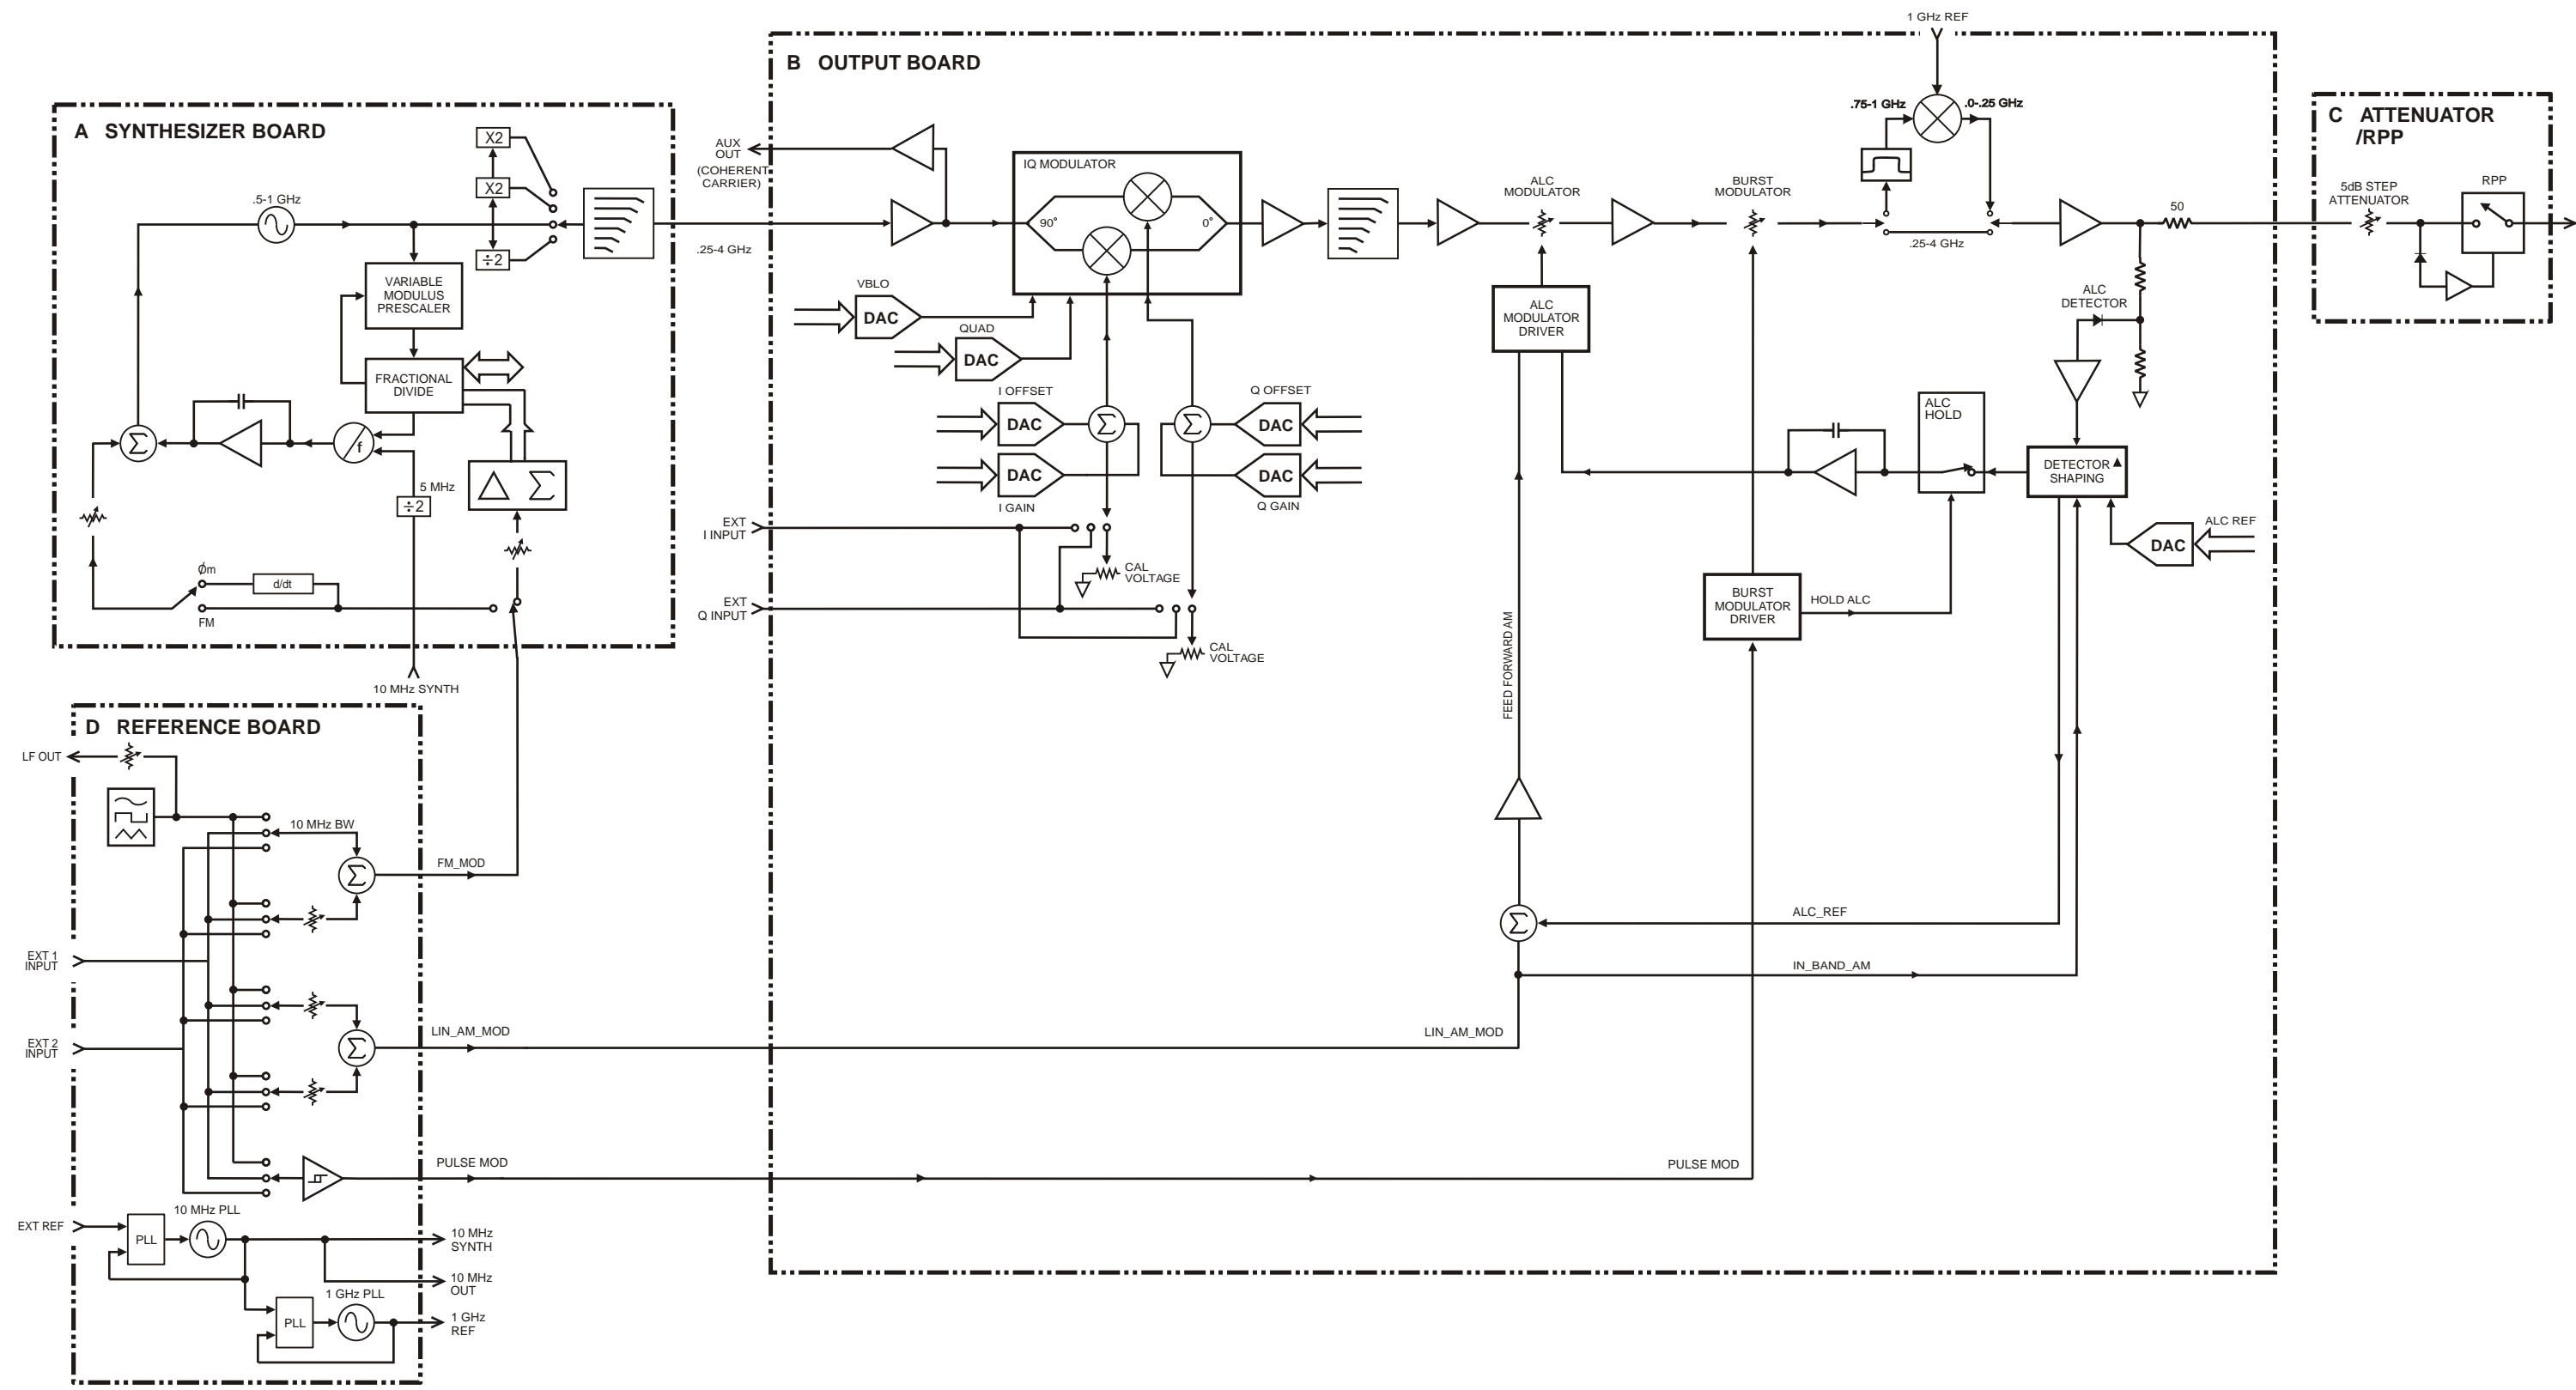 1 GHz REF
B OUTPUT BOARD
.75-1 GHz
.0-.25 GHz
A SYNTHESIZER BOARD
C ATTENUATOR
/RPP
X2
AUX
OUT
(COHERENT
CARRIER)
IQ MODULATOR
X2
ALC
MODULATOR
BURST
MODULATOR
5dB STEP
ATTENUATOR
RPP
.5-1 GHz
90°
0°
50
.25-4 GHz
.25-4 GHz
÷2
VARIABLE
MODULUS
PRESCALER
VBLO
DAC
QUAD
DAC
ALC
MODULATOR
DRIVER
ALC
DETECTOR
FRACTIONAL
DIVIDE
I OFFSET
DAC
Q OFFSET
DAC
ALC
HOLD
Σ
f
Σ
Σ
Δ Σ
DAC
I GAIN
DAC
Q GAIN
DETECTOR
SHAPING
5 MHz
÷2
EXT
I INPUT
ALC REF
DAC
Øm
d/dt
FM
CAL
VOLTAGE
EXT
Q INPUT
BURST
MODULATOR
DRIVER
HOLD ALC
CAL
VOLTAGE
FEED FORWARD AM
10 MHz SYNTH
D REFERENCE BOARD
LF OUT
10 MHz BW
Σ
FM_MOD
ALC_REF
Σ
EXT 1
INPUT
IN_BAND_AM
EXT 2
INPUT
Σ
LIN_AM_MOD
LIN_AM_MOD
PULSE MOD
PULSE MOD
EXT REF
10 MHz PLL
PLL
10 MHz
SYNTH
10 MHz
OUT
1 GHz PLL
PLL
1 GHz
REF